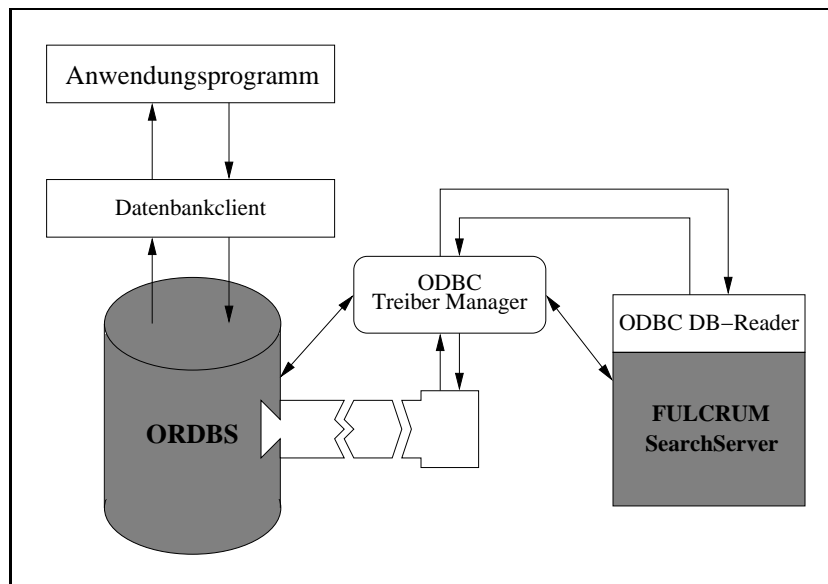 Anwendungsprogramm
Datenbankclient
ODBC
Treiber Manager
ODBC DB−Reader
ORDBS
FULCRUM
SearchServer